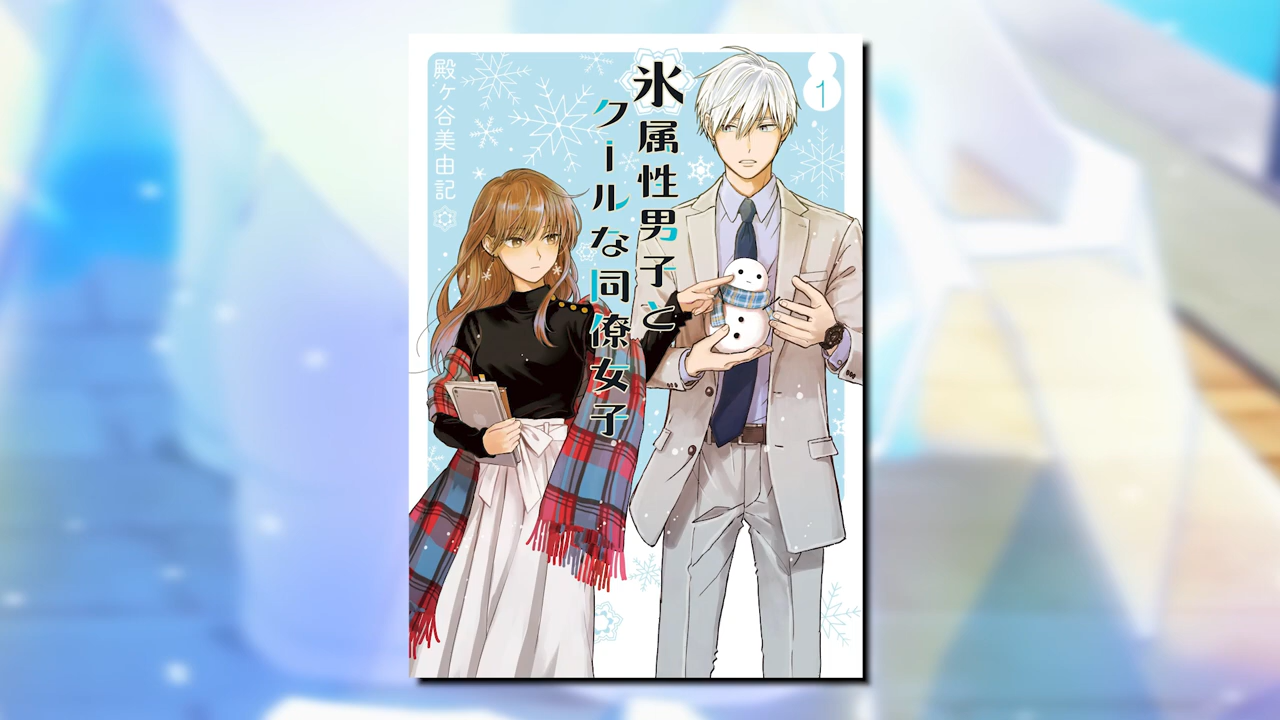 氷属性男子と
クールな同僚女子
1
殿ヶ谷美由記